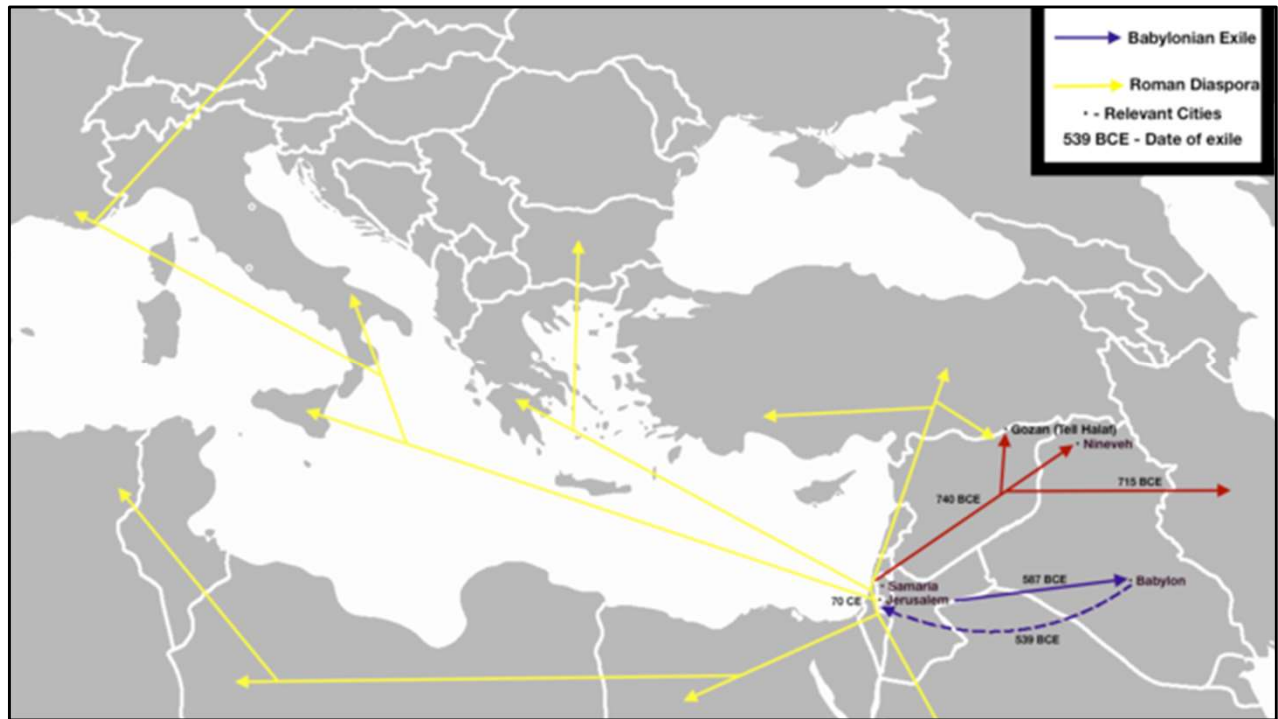 Babylonian Exile
Roman Diaspora
· - Relevant Cities
539 BCE - Date of exile
Gozan (Tell Halaf)
Nineveh
740 BCE
715 BCE
Samaria
Jerusalem
70 CE
587 BCE
Babylon
539 BCE